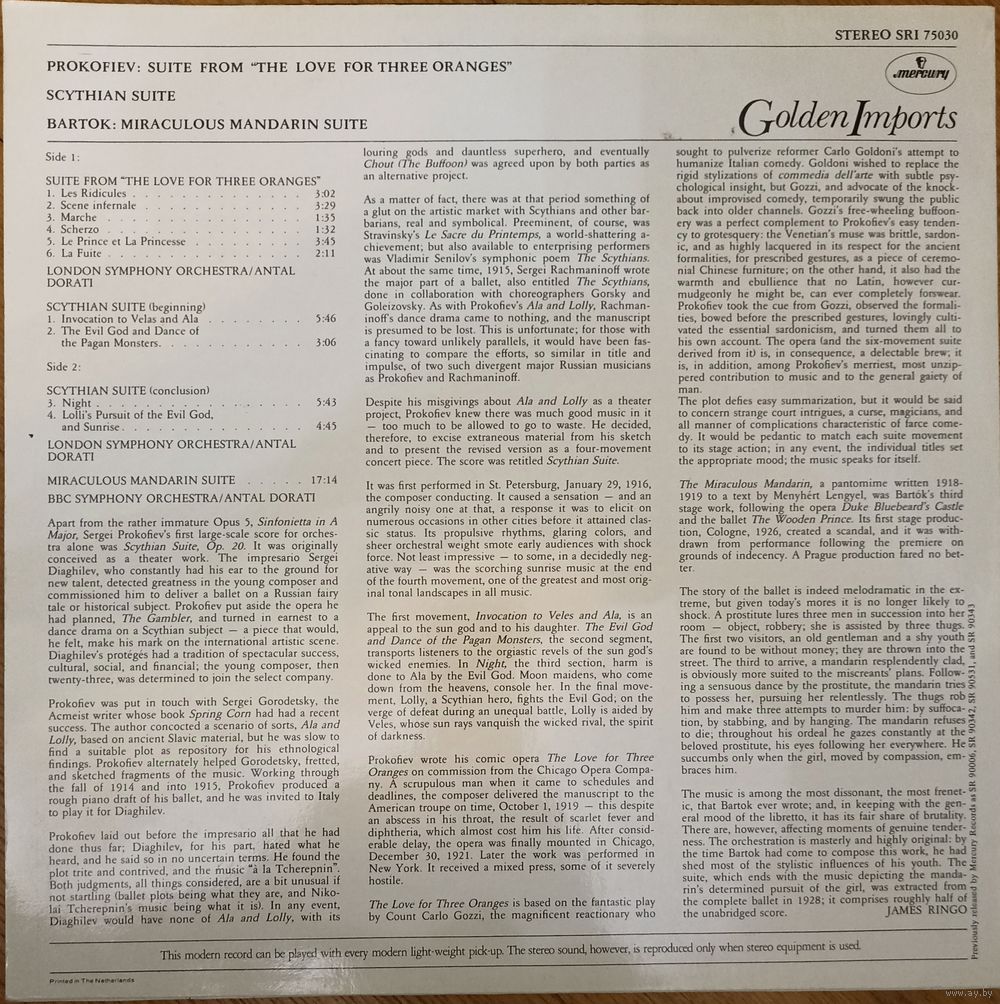 STEREO SRI 75030
PROKOFIEV: SUITE FROM “THE LOVE FOR THREE ORANGES”
SCYTHIAN SUITE
BARTOK: MIRACULOUS MANDARIN SUITE
mercury
Golden Imports
Side 1:
SUITE FROM “THE LOVE FOR THREE ORANGES”
1. Les Ridicules . . . . . . . . . . . . . 3:02
2. Scene infernale . . . . . . . . . . . . 3:29
3. Marche . . . . . . . . . . . . . . . 1:35
4. Scherzo . . . . . . . . . . . . . . . 1:32
5. Le Prince et La Princesse . . . . . . . . 3:45
6. La Fuite . . . . . . . . . . . . . . . 2:11
LONDON SYMPHONY ORCHESTRA/ANTAL
DORATI
SCYTHIAN SUITE (beginning)
1. Invocation to Velas and Ala . . . . . . . 5:46
2. The Evil God and Dance of
the Pagan Monsters. . . . . . . . . . . 3:06
Side 2:
SCYTHIAN SUITE (conclusion)
3. Night . . . . . . . . . . . . . . . . 5:43
4. Lolli's Pursuit of the Evil God,
and Sunrise. . . . . . . . . . . . . . 4:45
LONDON SYMPHONY ORCHESTRA/ANTAL
DORATI
MIRACULOUS MANDARIN SUITE . . . . . 17:14
BBC SYMPHONY ORCHESTRA/ANTAL DORATI
Apart from the rather immature Opus 5, Sinfonietta in A
Major, Sergei Prokofiev's first large-scale score for orches-
tra alone was Scythian Suite, Op. 20. It was originally
conceived as a theater work. The impresario Sergei
Diaghilev, who constantly had his ear to the ground for
new talent, detected greatness in the young composer and
commissioned him to deliver a ballet on a Russian fairy
tale or historical subject. Prokofiev put aside the opera he
had planned, The Gambler, and turned in earnest to a
dance drama on a Scythian subject — a piece that would,
he felt, make his mark on the international artistic scene.
Diaghilev's protégés had a tradition of spectacular success,
cultural, social, and financial; the young composer, then
twenty-three, was determined to join the select company.
Prokofiev was put in touch with Sergei Gorodetsky, the
Acmeist writer whose book Spring Corn had had a recent
success. The author concocted a scenario of sorts, Ala and
Lolly, based on ancient Slavic material, but he was slow to
find a suitable plot as repository for his ethnological
findings. Prokofiev alternately helped Gorodetsky, fretted,
and sketched fragments of the music. Working through
the fall of 1914 and into 1915, Prokofiev produced a
rough piano draft of his ballet, and he was invited to Italy
to play it for Diaghilev.
Prokofiev laid out before the impresario all that he had
done thus far; Diaghilev, for his part, hated what he
heard, and he said so in no uncertain terms. He found the
plot trite and contrived, and the music “à la Tcherepnin”.
Both judgments, all things considered, are a bit unusual if
not startling (ballet plots being what they are, and Niko-
lai Tcherepnin's music being what it is). In any event,
Diaghilev would have none of Ala and Lolly, with its
louring gods and dauntless superhero, and eventually
Chout (The Buffoon) was agreed upon by both parties as
an alternative project.
As a matter of fact, there was at that period something of
a glut on the artistic market with Scythians and other bar-
barians, real and symbolical. Preeminent, of course, was
Stravinsky's Le Sacre du Printemps, a world-shattering a-
chievement; but also available to enterprising performers
was Vladimir Senilov's symphonic poem The Scythians.
At about the same time, 1915, Sergei Rachmaninoff wrote
the major part of a ballet, also entitled The Scythians,
done in collaboration with choreographers Gorsky and
Goleizovsky. As with Prokofiev's Ala and Lolly, Rachman-
inoff's dance drama came to nothing, and the manuscript
is presumed to be lost. This is unfortunate; for those with
a fancy toward unlikely parallels, it would have been fas-
cinating to compare the efforts, so similar in title and
impulse, of two such divergent major Russian musicians
as Prokofiev and Rachmaninoff.
Despite his misgivings about Ala and Lolly as a theater
project, Prokofiev knew there was much good music in it
— too much to be allowed to go to waste. He decided,
therefore, to excise extraneous material from his sketch
and to present the revised version as a four-movement
concert piece. The score was retitled Scythian Suite.
It was first performed in St. Petersburg, January 29, 1916,
the composer conducting. It caused a sensation — and an
angrily noisy one at that, a response it was to elicit on
numerous occasions in other cities before it attained clas-
sic status. Its propulsive rhythms, glaring colors, and
sheer orchestral weight smote early audiences with shock
force. Not least impressive — to some, in a decidedly neg-
ative way — was the scorching sunrise music at the end
of the fourth movement, one of the greatest and most orig-
inal tonal landscapes in all music.
The first movement, Invocation to Veles and Ala, is an
appeal to the sun god and to his daughter. The Evil God
and Dance of the Pagan Monsters, the second segment,
transports listeners to the orgiastic revels of the sun god's
wicked enemies. In Night, the third section, harm is
done to Ala by the Evil God. Moon maidens, who come
down from the heavens, console her. In the final move-
ment, Lolly, a Scythian hero, fights the Evil God; on the
verge of defeat during an unequal battle, Lolly is aided by
Veles, whose sun rays vanquish the wicked rival, the spirit
of darkness.
Prokofiev wrote his comic opera The Love for Three
Oranges on commission from the Chicago Opera Compa-
ny. A scrupulous man when it came to schedules and
deadlines, the composer delivered the manuscript to the
American troupe on time, October 1, 1919 — this despite
an abscess in his throat, the result of scarlet fever and
diphtheria, which almost cost him his life. After consid-
erable delay, the opera was finally mounted in Chicago,
December 30, 1921. Later the work was performed in
New York. It received a mixed press, some of it severely
hostile.
The Love for Three Oranges is based on the fantastic play
by Count Carlo Gozzi, the magnificent reactionary who
sought to pulverize reformer Carlo Goldoni's attempt to
humanize Italian comedy. Goldoni wished to replace the
rigid stylizations of commedia dell'arte with subtle psy-
chological insight, but Gozzi, and advocate of the knock-
about improvised comedy, temporarily swung the public
back into older channels. Gozzi's free-wheeling buffoon-
ery was a perfect complement to Prokofiev's easy tenden-
cy to grotesquery: the Venetian's muse was brittle, sardon-
ic, and as highly lacquered in its respect for the ancient
formalities, for prescribed gestures, as a piece of ceremo-
nial Chinese furniture; on the other hand, it also had the
warmth and ebullience that no Latin, however cur-
mudgeonly he might be, can ever completely forswear.
Prokofiev took the cue from Gozzi, observed the formali-
ties, bowed before the prescribed gestures, lovingly culti-
vated the essential sardonicism, and turned them all to
his own account. The opera (and the six-movement suite
derived from it) is, in consequence, a delectable brew; it
is, in addition, among Prokofiev's merriest, most unzip-
pered contribution to music and to the general gaiety of
man.
The plot defies easy summarization, but it would be said
to concern strange court intrigues, a curse, magicians, and
all manner of complications characteristic of farce come-
dy. It would be pedantic to match each suite movement
to its stage action; in any event, the individual titles set
the appropriate mood; the music speaks for itself.
The Miraculous Mandarin, a pantomime written 1918-
1919 to a text by Menyhért Lengyel, was Bartók's third
stage work, following the opera Duke Bluebeard's Castle
and the ballet The Wooden Prince. Its first stage produc-
tion, Cologne, 1926, created a scandal, and it was with-
drawn from performance following the premiere on
grounds of indecency. A Prague production fared no bet-
ter.
The story of the ballet is indeed melodramatic in the ex-
treme, but given today's mores it is no longer likely to
shock. A prostitute lures three men in succession into her
room — object, robbery; she is asssisted by three thugs.
The first two visitors, an old gentleman and a shy youth
are found to be without money; they are thrown into the
street. The third to arrive, a mandarin resplendently clad,
is obviously more suited to the miscreants' plans. Follow-
ing a sensuous dance by the prostitute, the mandarin tries
to possess her, pursuing her relentlessly. The thugs rob
him and make three attempts to murder him: by suffoca-
tion, by stabbing, and by hanging. The mandarin refuses
to die; throughout his ordeal he gazes constantly at the
beloved prostitute, his eyes following her everywhere. He
succumbs only when the girl, moved by compassion, em-
braces him.
The music is among the most dissonant, the most frenet-
ic, that Bartok ever wrote; and, in keeping with the gen-
eral mood of the libretto, it has its fair share of brutality.
There are, however, affecting moments of genuine tender-
ness. The orchestration is masterly and highly original: by
the time Bartok had come to compose this work, he had
shed most of the stylistic influences of his youth. The
suite, which ends with the music depicting the manda-
rin's determined pursuit of the girl, was extracted from
the complete ballet in 1928; it comprises roughly half of
the unabridged score. JAMES RINGO
Previously released by Mercury Records as SR 90006, SR 90342, SR 90531, and SR 90343
This modern record can be played with every modern light-weight pick-up. The stereo sound, however, is reproduced only when stereo equipment is used.
Printed in The Netherlands
www.ay.by